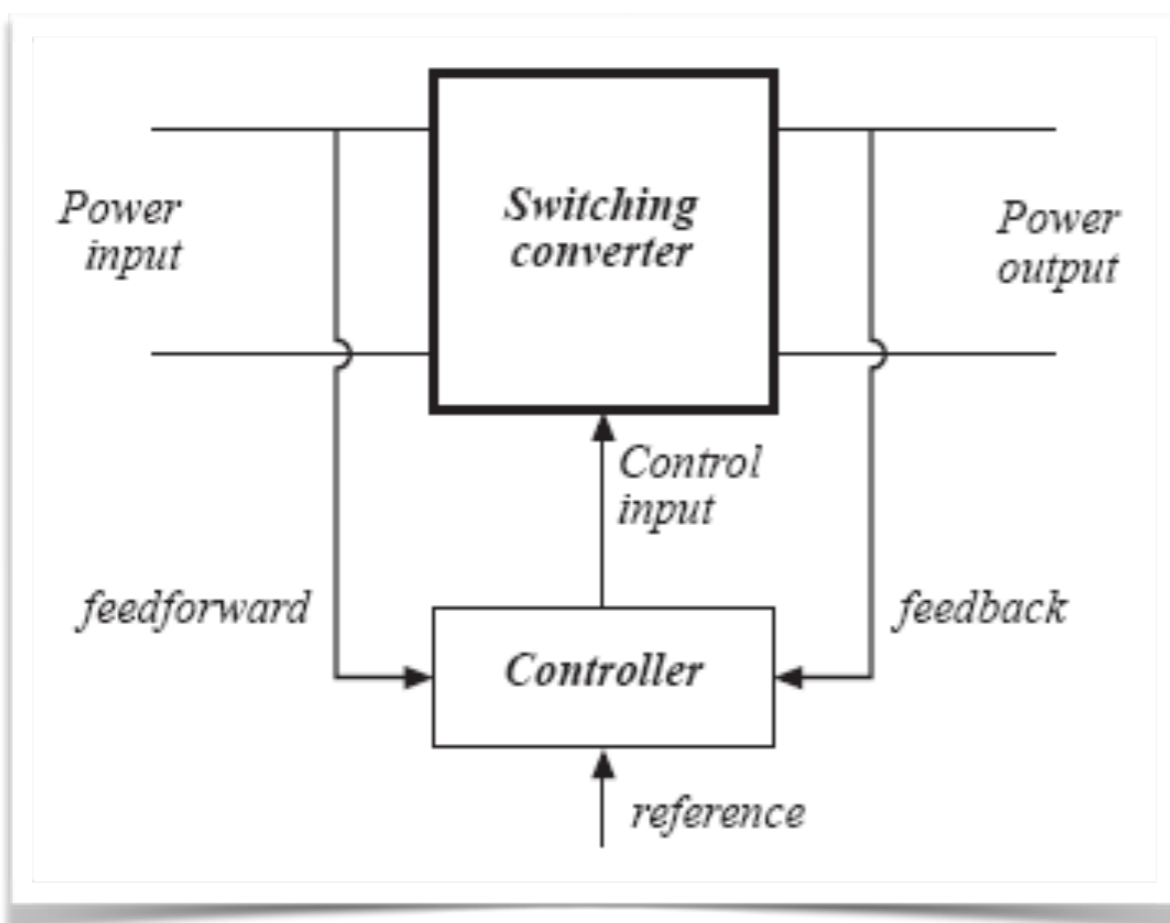 Switching
converter
Power
input
Power
output
Control
input
feedforward
feedback
Controller
reference